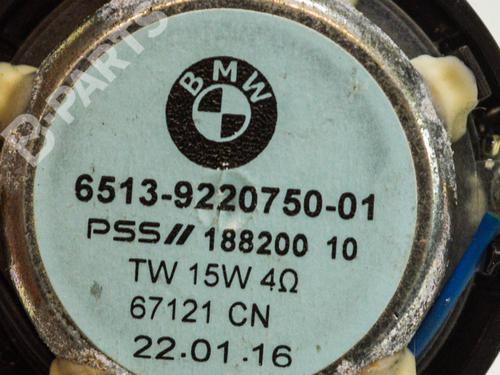 B-PARTS
BMW
6513-9220750-01
PSS// 188200 10
TW 15W 4Ω
67121 CN
22.01.16